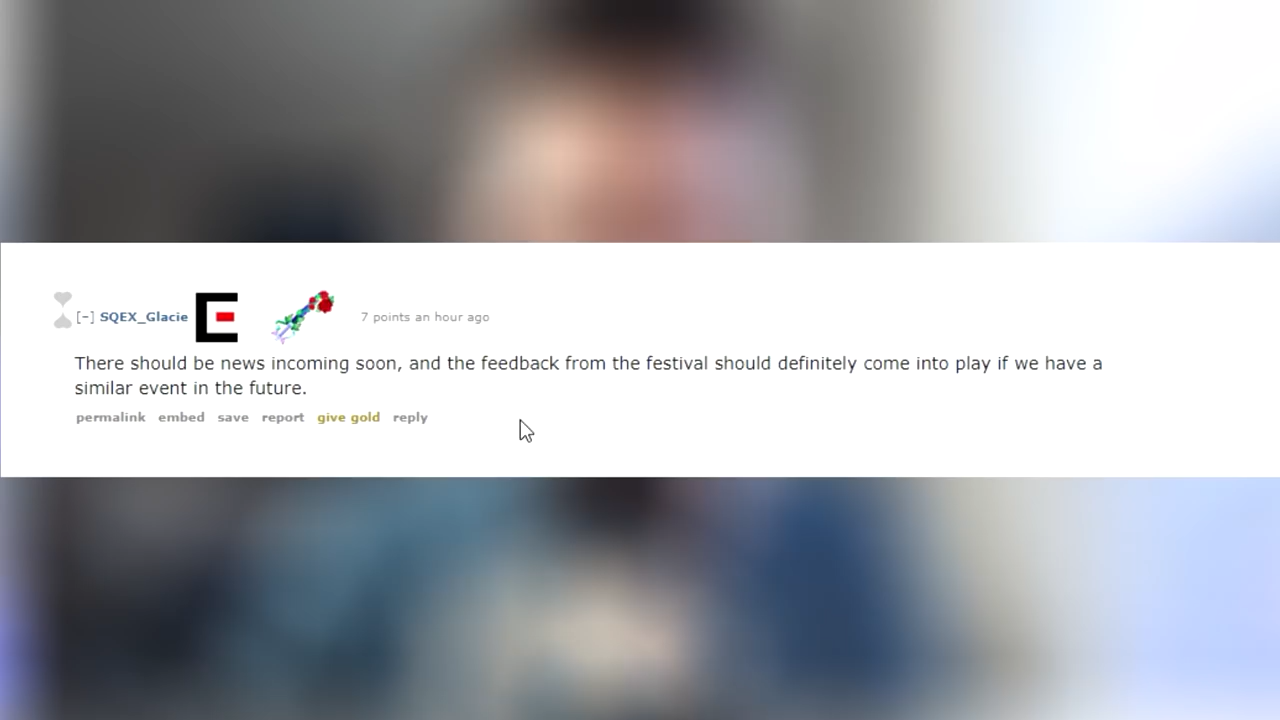 [–] SQEX_Glacie 7 points an hour ago
There should be news incoming soon, and the feedback from the festival should definitely come into play if we have a
similar event in the future.
permalink embed save report give gold reply